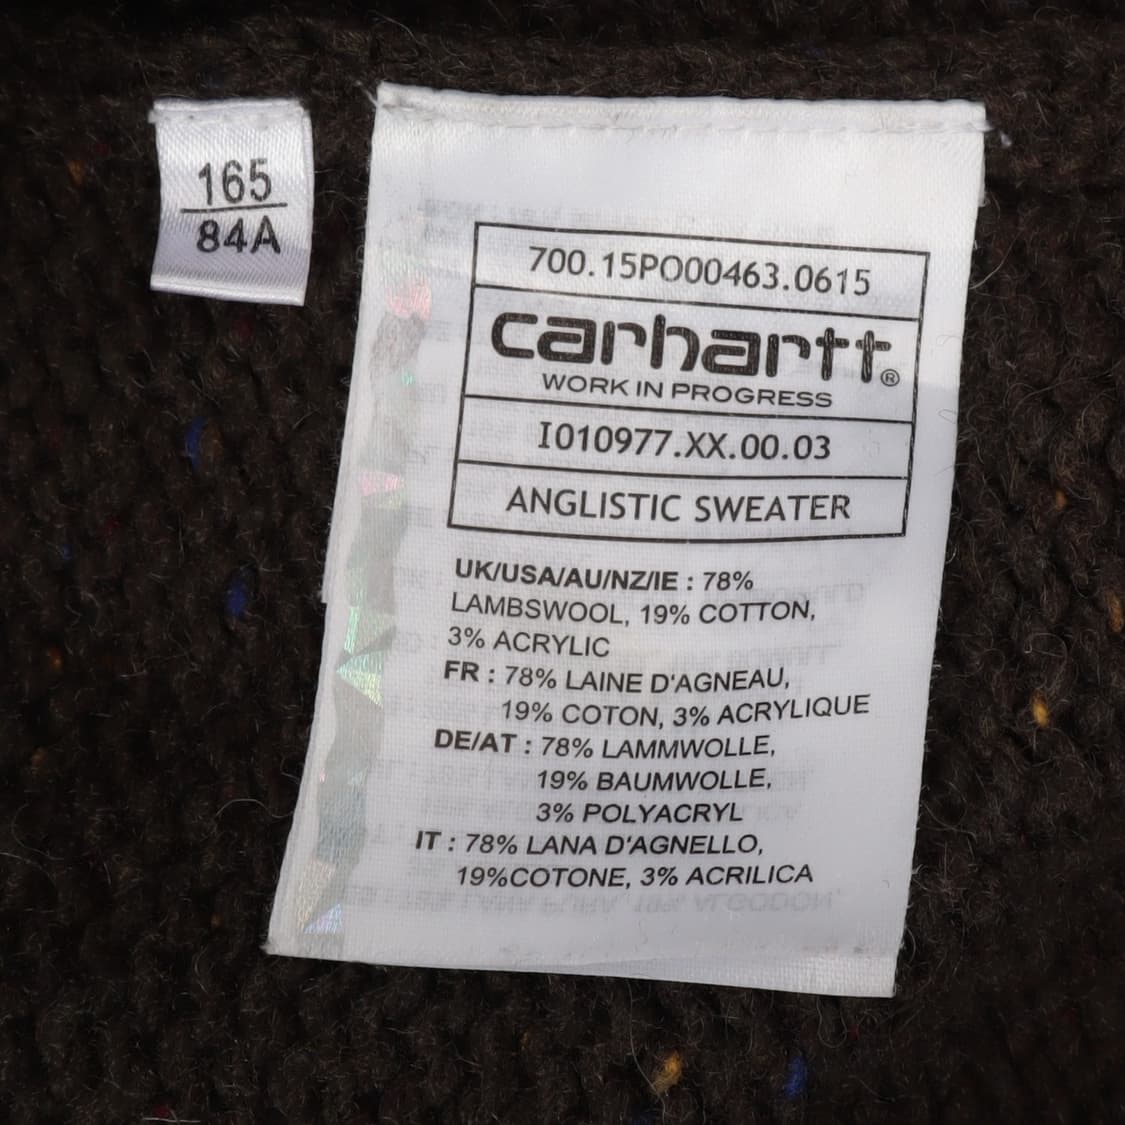 165
84A
700.15PO00463.0615
carhartt®
WORK IN PROGRESS
I010977.XX.00.03
ANGLISTIC SWEATER
UK/USA/AU/NZ/IE : 78%
LAMBSWOOL, 19% COTTON,
3% ACRYLIC
FR : 78% LAINE D'AGNEAU,
19% COTON, 3% ACRYLIQUE
DE/AT : 78% LAMMWOLLE,
19% BAUMWOLLE,
3% POLYACRYL
IT : 78% LANA D'AGNELLO,
19%COTONE, 3% ACRILICA